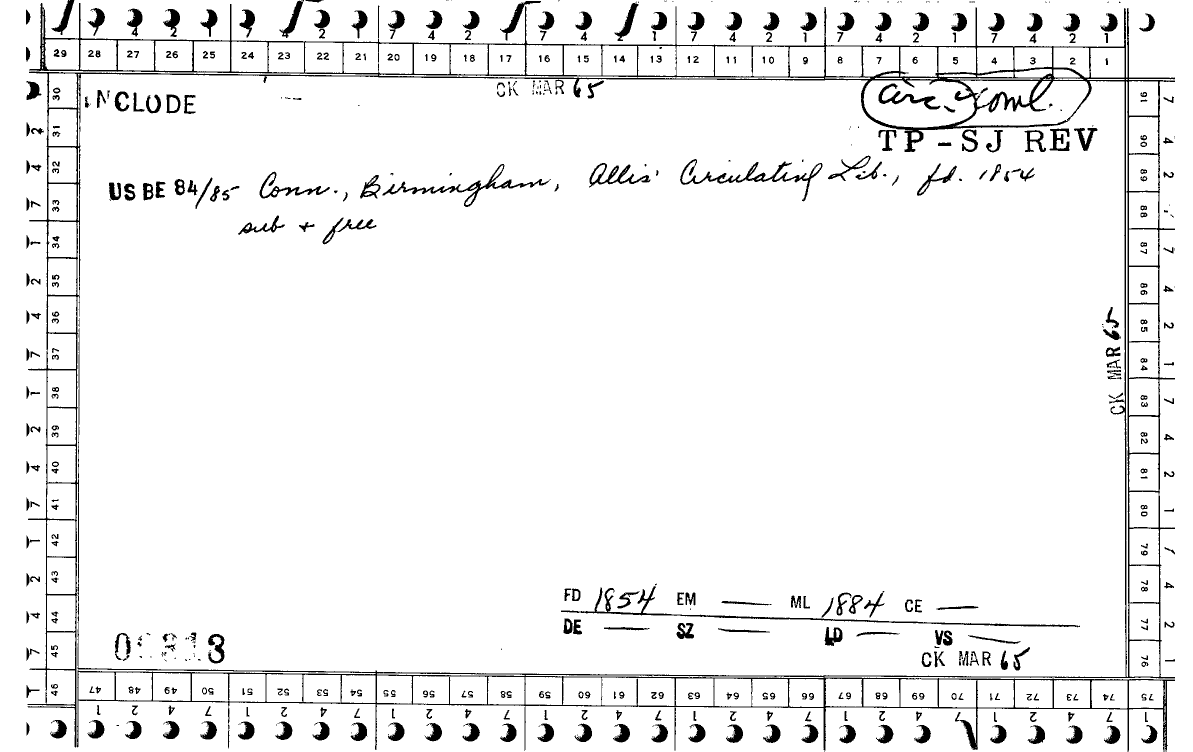 7 4 2 1 7 4 2 1 7 4 2 1 7 4 2 1 7 4 2 1 7 4 2 1 7 4 2 1
29 28 27 26 25 24 23 22 21 20 19 18 17 16 15 14 13 12 11 10 9 8 7 6 5 4 3 2 1
INCLUDE
CK MAR 65
Circ. & Coml.
TP-SJ REV
US BE 84/85 Conn., Birmingham, Allis' Circulating Lib., fd. 1854
sub + free
30 31 32 33 34 35 36 37 38 39 40 41 42 43 44 45 46
91 90 89 88 87 86 85 84 83 82 81 80 79 78 77 76 75
CK MAR 65
FD 1854 EM — ML 1884 CE —
DE — SZ — LD — VS —
CK MAR 65
47 48 49 50 51 52 53 54 55 56 57 58 59 60 61 62 63 64 65 66 67 68 69 70 71 72 73 74
1 2 4 7 1 2 4 7 1 2 4 7 1 2 4 7 1 2 4 7 1 2 4 7 1 2 4 7 1